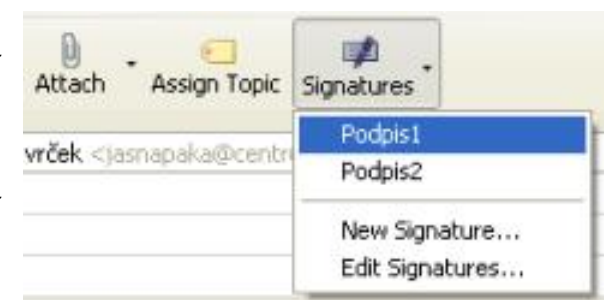 Attach Assign Topic Signatures
Podpis1
vrček <jasnapaka@centr
Podpis2
New Signature...
Edit Signatures...